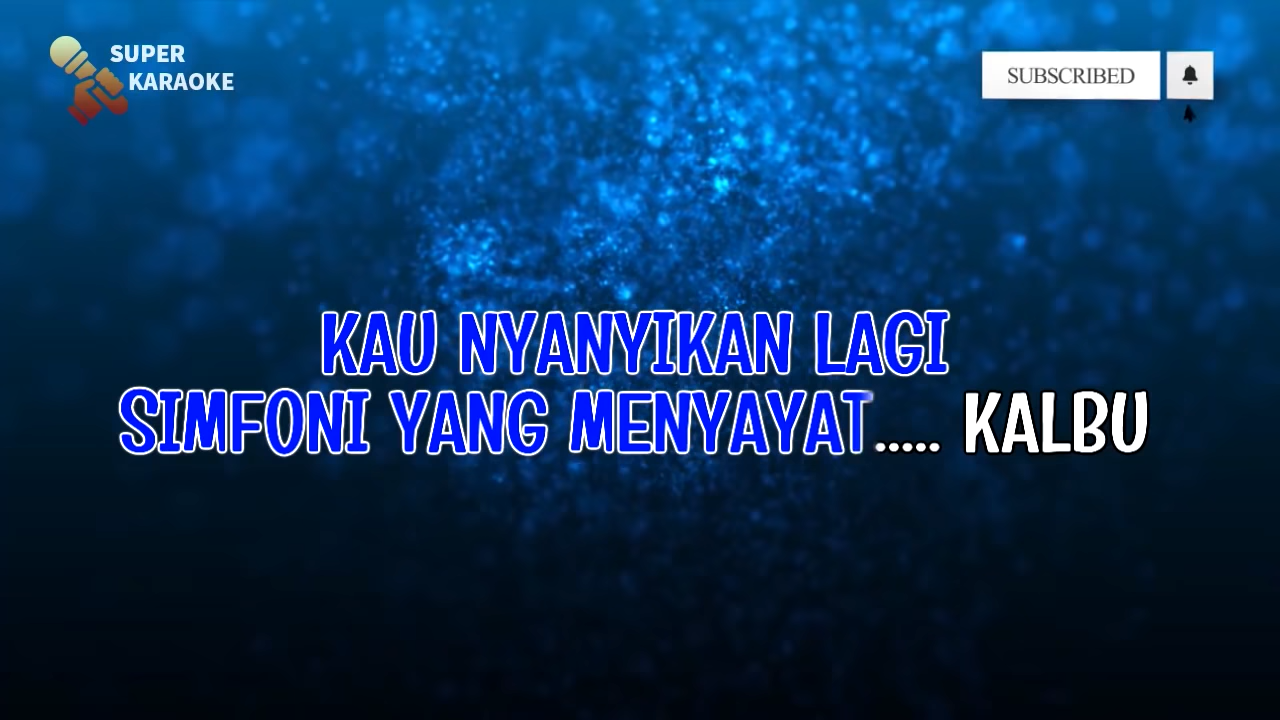 SUPER
KARAOKE
SUBSCRIBED
KAU NYANYIKAN LAGI
SIMFONI YANG MENYAYAT..... KALBU